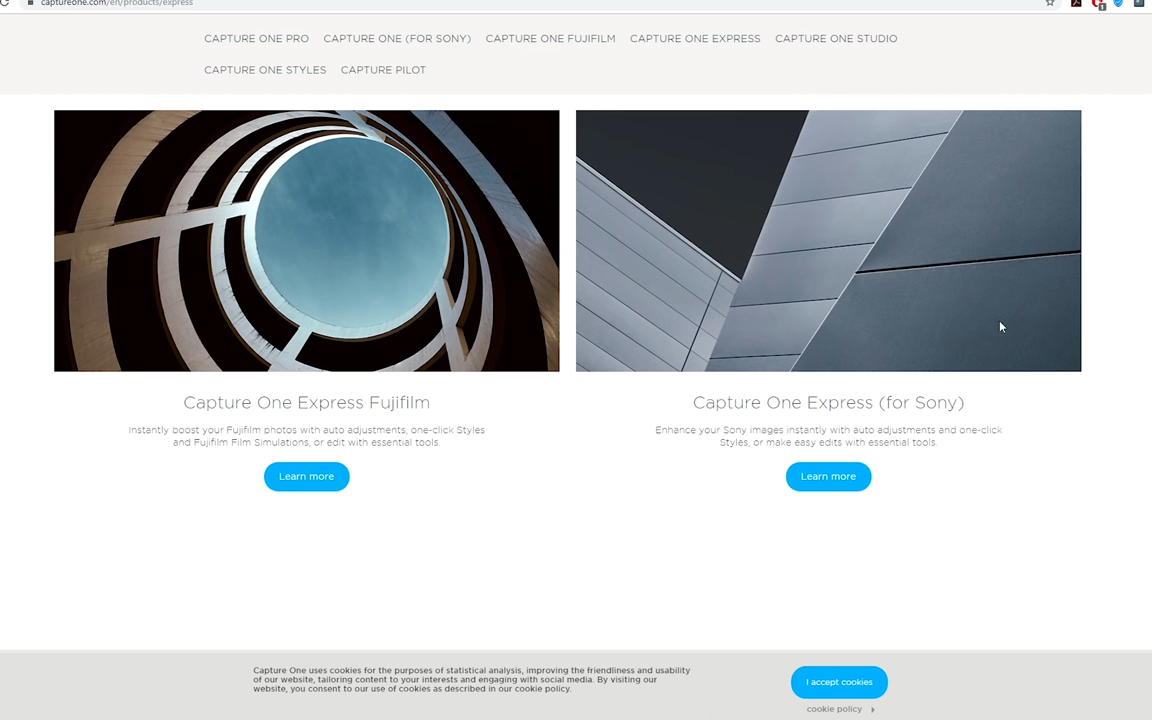 captureone.com/en/products/express
CAPTURE ONE PRO CAPTURE ONE (FOR SONY) CAPTURE ONE FUJIFILM CAPTURE ONE EXPRESS CAPTURE ONE STUDIO
CAPTURE ONE STYLES CAPTURE PILOT
Capture One Express Fujifilm
Instantly boost your Fujifilm photos with auto adjustments, one-click Styles
and Fujifilm Film Simulations, or edit with essential tools.
Learn more
Capture One Express (for Sony)
Enhance your Sony images instantly with auto adjustments and one-click
Styles, or make easy edits with essential tools.
Learn more
Capture One uses cookies for the purposes of statistical analysis, improving the friendliness and usability
of our website, tailoring content to your interests and engaging with social media. By visiting our
website, you consent to our use of cookies as described in our cookie policy.
I accept cookies
cookie policy